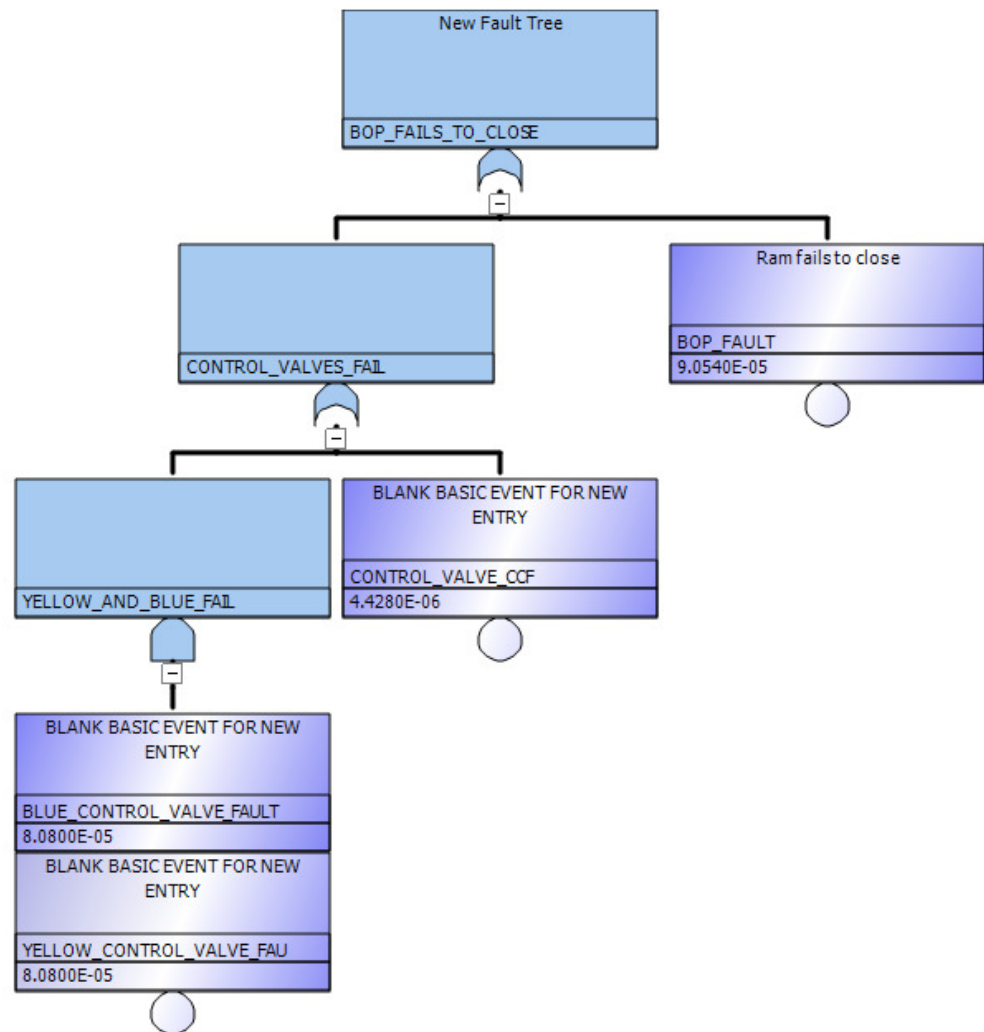 New Fault Tree
BOP_FAILS_TO_CLOSE
CONTROL_VALVES_FAIL
Ram fails to close
BOP_FAULT
9.0540E-05
YELLOW_AND_BLUE_FAIL
BLANK BASIC EVENT FOR NEW
ENTRY
CONTROL_VALVE_CCF
4.4280E-06
BLANK BASIC EVENT FOR NEW
ENTRY
BLUE_CONTROL_VALVE_FAULT
8.0800E-05
BLANK BASIC EVENT FOR NEW
ENTRY
YELLOW_CONTROL_VALVE_FAU
8.0800E-05